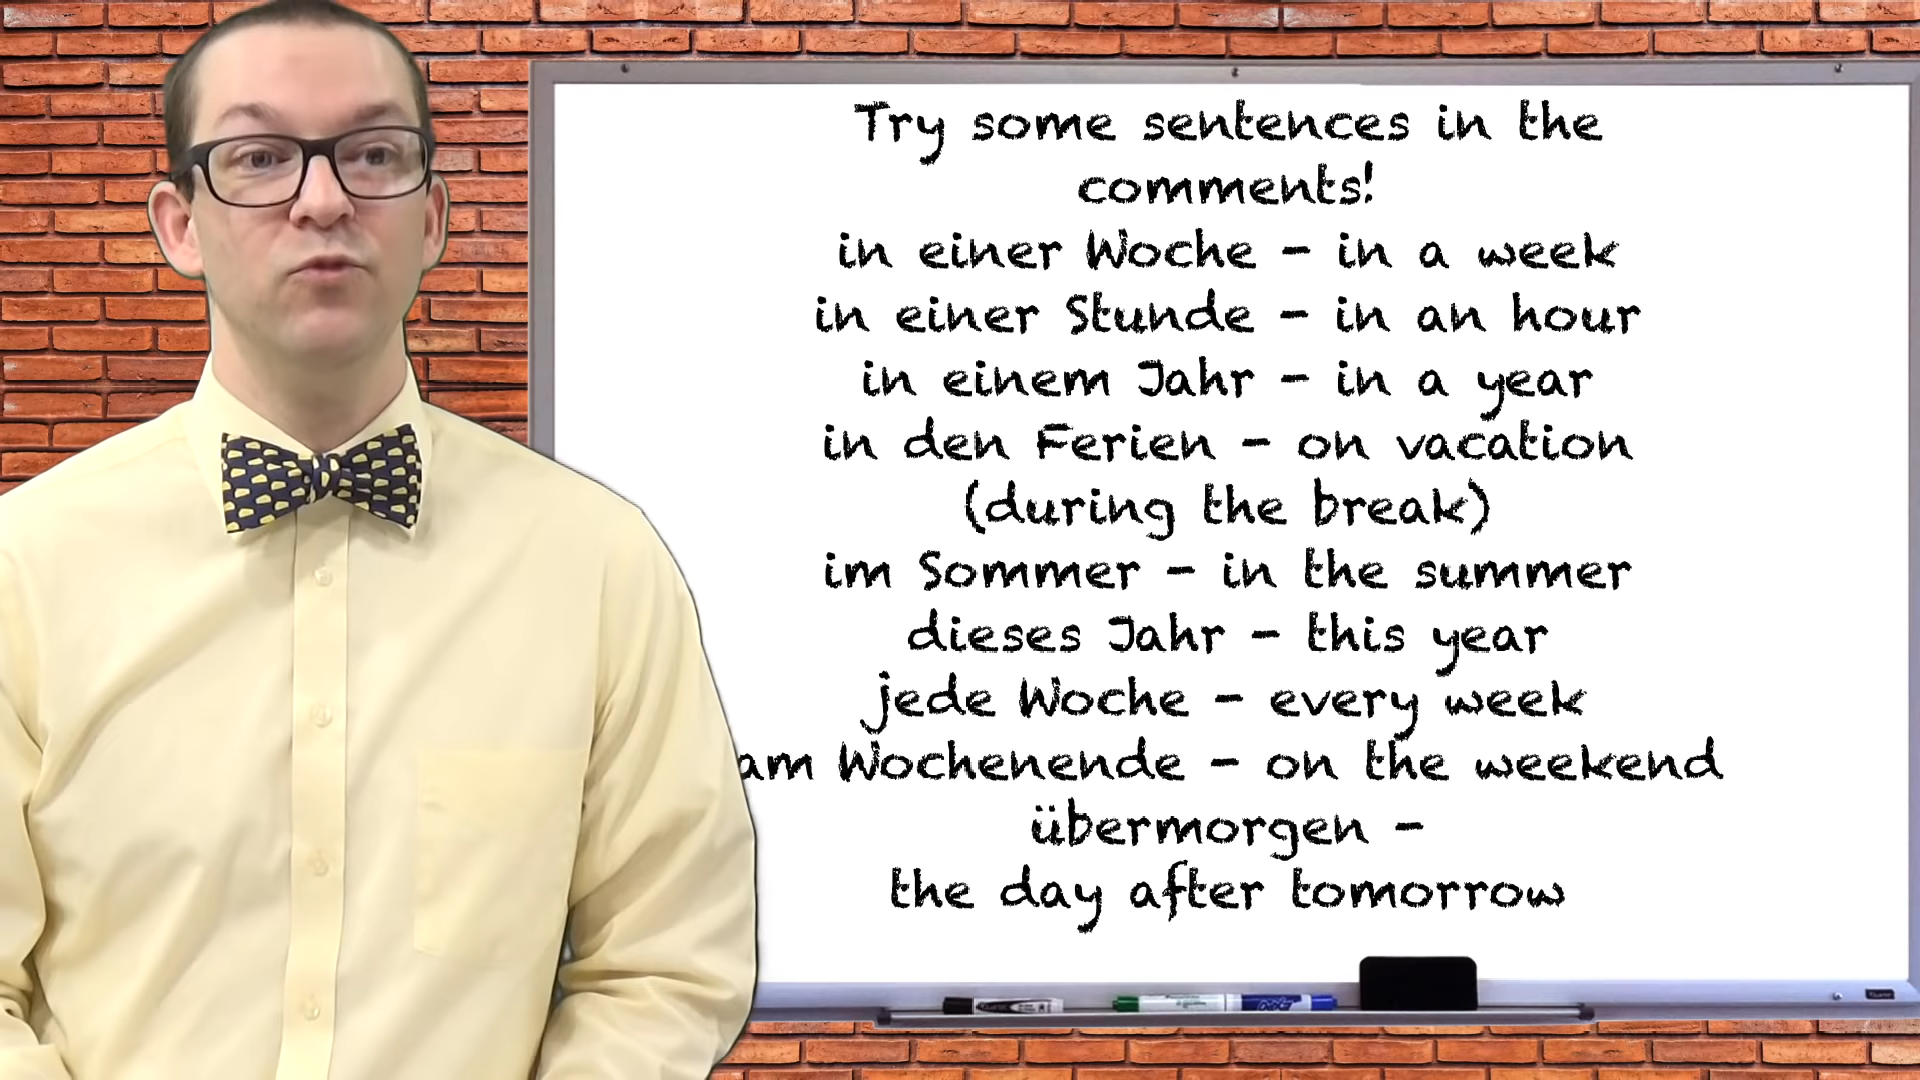 Try some sentences in the
comments!
in einer Woche - in a week
in einer Stunde - in an hour
in einem Jahr - in a year
in den Ferien - on vacation
(during the break)
im Sommer - in the summer
dieses Jahr - this year
jede Woche - every week
am Wochenende - on the weekend
übermorgen -
the day after tomorrow